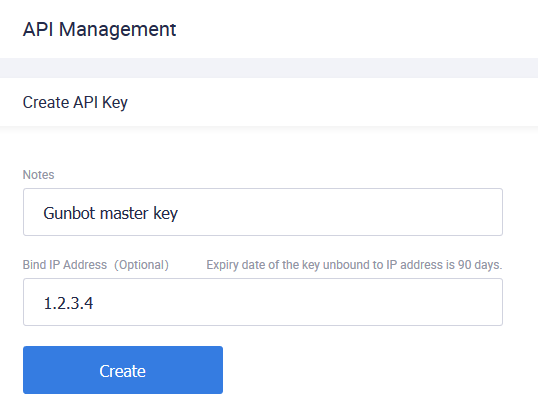 API Management
Create API Key
Notes
Gunbot master key
Bind IP Address (Optional) Expiry date of the key unbound to IP address is 90 days.
1.2.3.4
Create